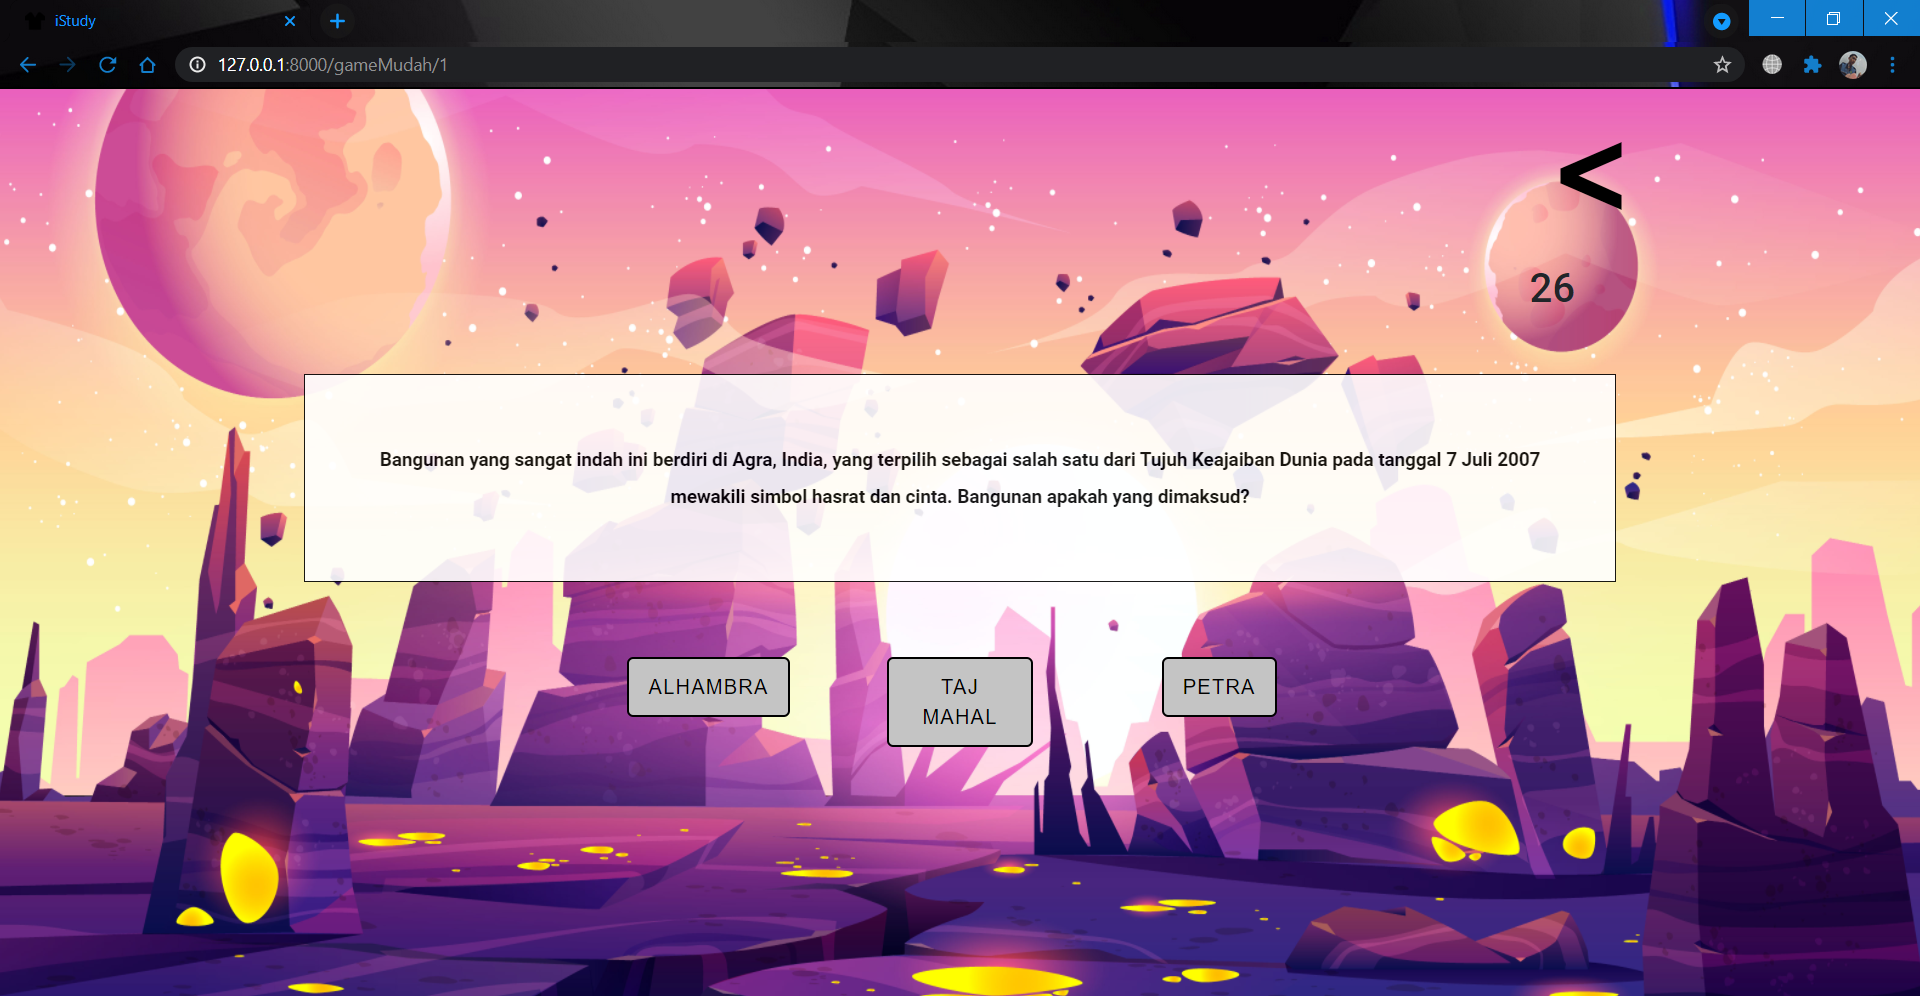 iStudy
127.0.0.1:8000/gameMudah/1
<
26
Bangunan yang sangat indah ini berdiri di Agra, India, yang terpilih sebagai salah satu dari Tujuh Keajaiban Dunia pada tanggal 7 Juli 2007
mewakili simbol hasrat dan cinta. Bangunan apakah yang dimaksud?
ALHAMBRA
TAJ
MAHAL
PETRA